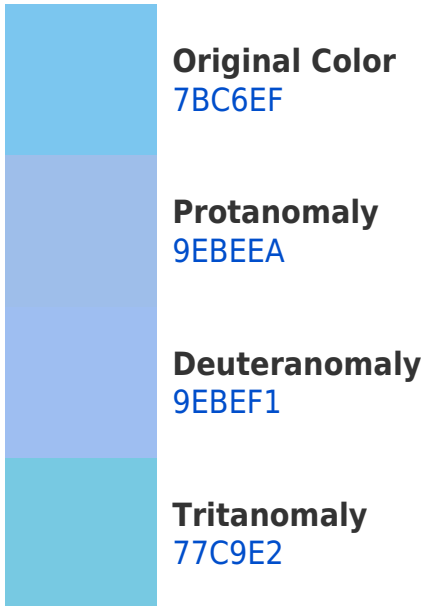 Original Color
7BC6EF
Protanomaly
9EBEEA
Deuteranomaly
9EBEF1
Tritanomaly
77C9E2